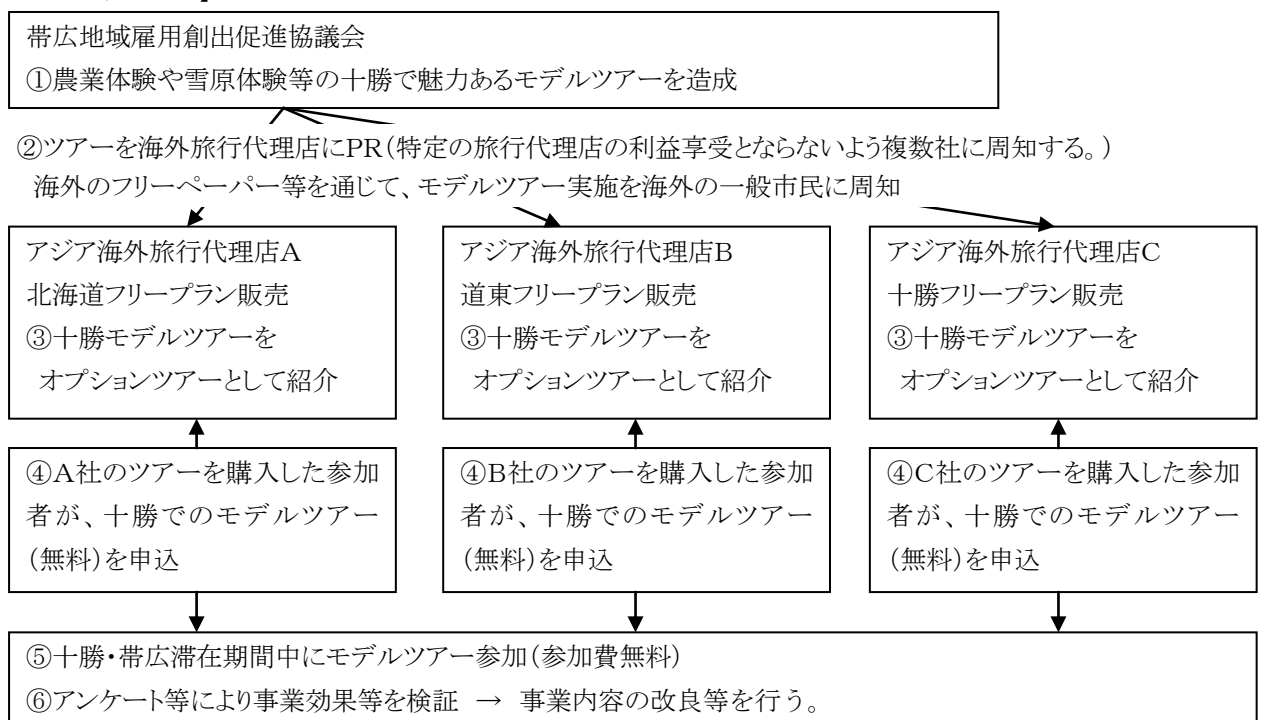 帯広地域雇用創出促進協議会
①農業体験や雪原体験等の十勝で魅力あるモデルツアーを造成
②ツアーを海外旅行代理店にPR(特定の旅行代理店の利益享受とならないよう複数社に周知する。)
海外のフリーペーパー等を通じて、モデルツアー実施を海外の一般市民に周知
アジア海外旅行代理店A
北海道フリープラン販売
③十勝モデルツアーを
オプションツアーとして紹介
アジア海外旅行代理店B
道東フリープラン販売
③十勝モデルツアーを
オプションツアーとして紹介
アジア海外旅行代理店C
十勝フリープラン販売
③十勝モデルツアーを
オプションツアーとして紹介
④A社のツアーを購入した参加
者が、十勝でのモデルツアー
(無料)を申込
④B社のツアーを購入した参加
者が、十勝でのモデルツアー
(無料)を申込
④C社のツアーを購入した参加
者が、十勝でのモデルツアー
(無料)を申込
⑤十勝・帯広滞在期間中にモデルツアー参加(参加費無料)
⑥アンケート等により事業効果等を検証 → 事業内容の改良等を行う。